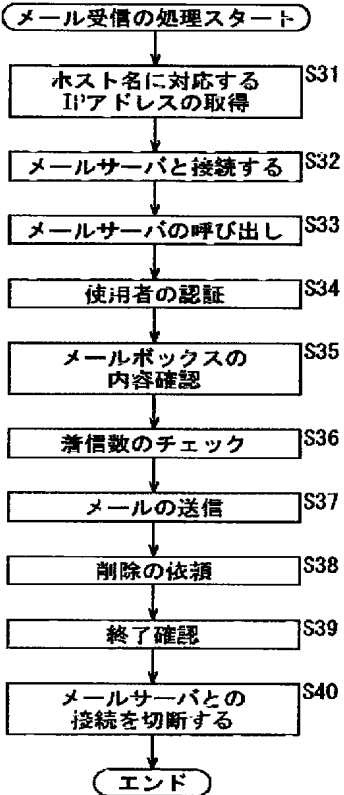 メール受信の処理スタート
ホスト名に対応する S31
IPアドレスの取得
メールサーバと接続する S32
メールサーバの呼び出し S33
使用者の認証 S34
メールボックスの S35
内容確認
着信数のチェック S36
メールの送信 S37
削除の依頼 S38
終了確認 S39
メールサーバとの S40
接続を切断する
エンド